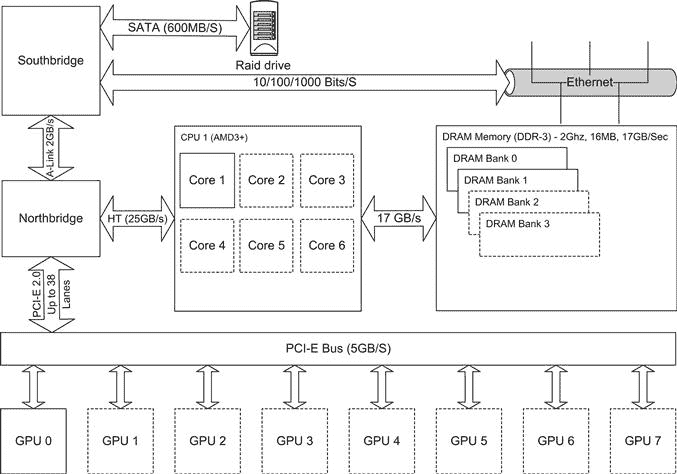 SATA (600MB/S)
Southbridge
Raid drive
10/100/1000 Bits/S
Ethernet
A-Link 2GB/s
CPU 1 (AMD3+)
DRAM Memory (DDR-3) - 2Ghz, 16MB, 17GB/Sec
DRAM Bank 0
Core 1
Core 2
Core 3
DRAM Bank 1
DRAM Bank 2
Northbridge
HT (25GB/s)
17 GB/s
DRAM Bank 3
Core 4
Core 5
Core 6
PCI-E 2.0
Up to 38
Lanes
PCI-E Bus (5GB/S)
GPU 0
GPU 1
GPU 2
GPU 3
GPU 4
GPU 5
GPU 6
GPU 7